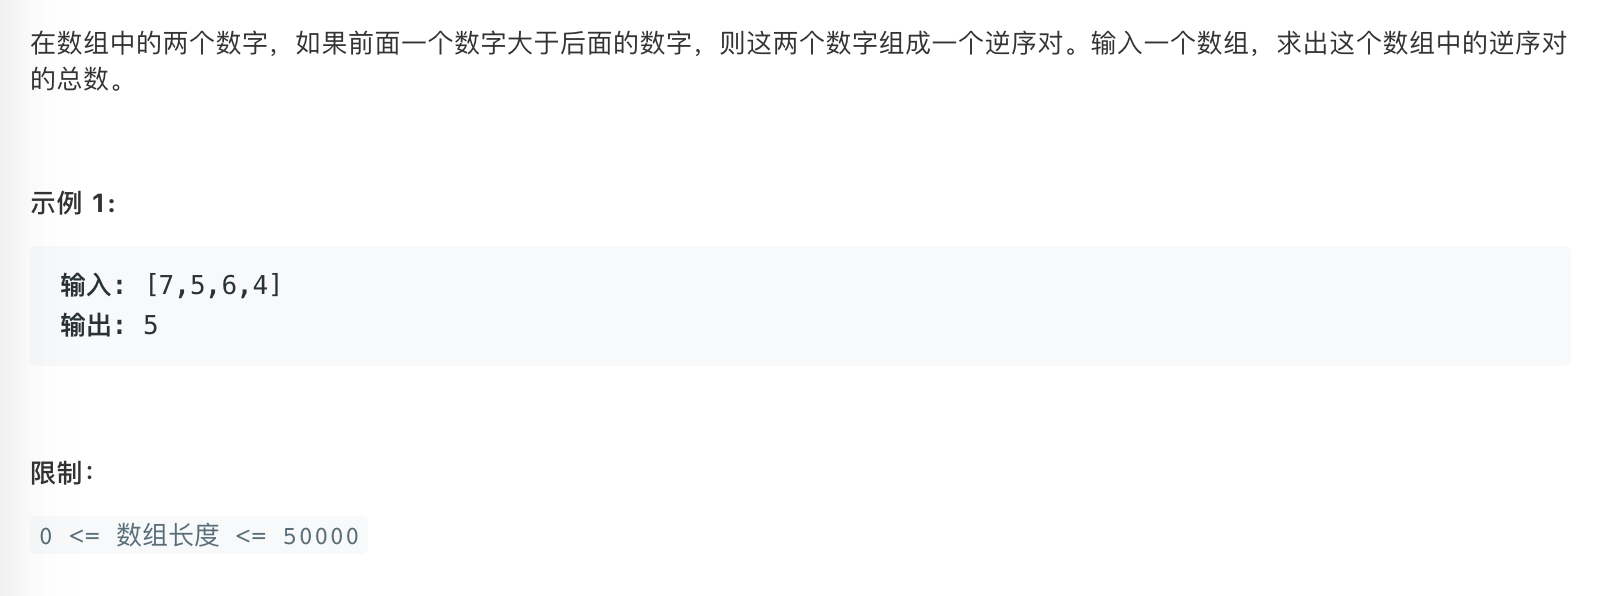 在数组中的两个数字，如果前面一个数字大于后面的数字，则这两个数字组成一个逆序对。输入一个数组，求出这个数组中的逆序对
的总数。
示例 1:
输入: [7,5,6,4]
输出: 5
限制：
0 <= 数组长度 <= 50000